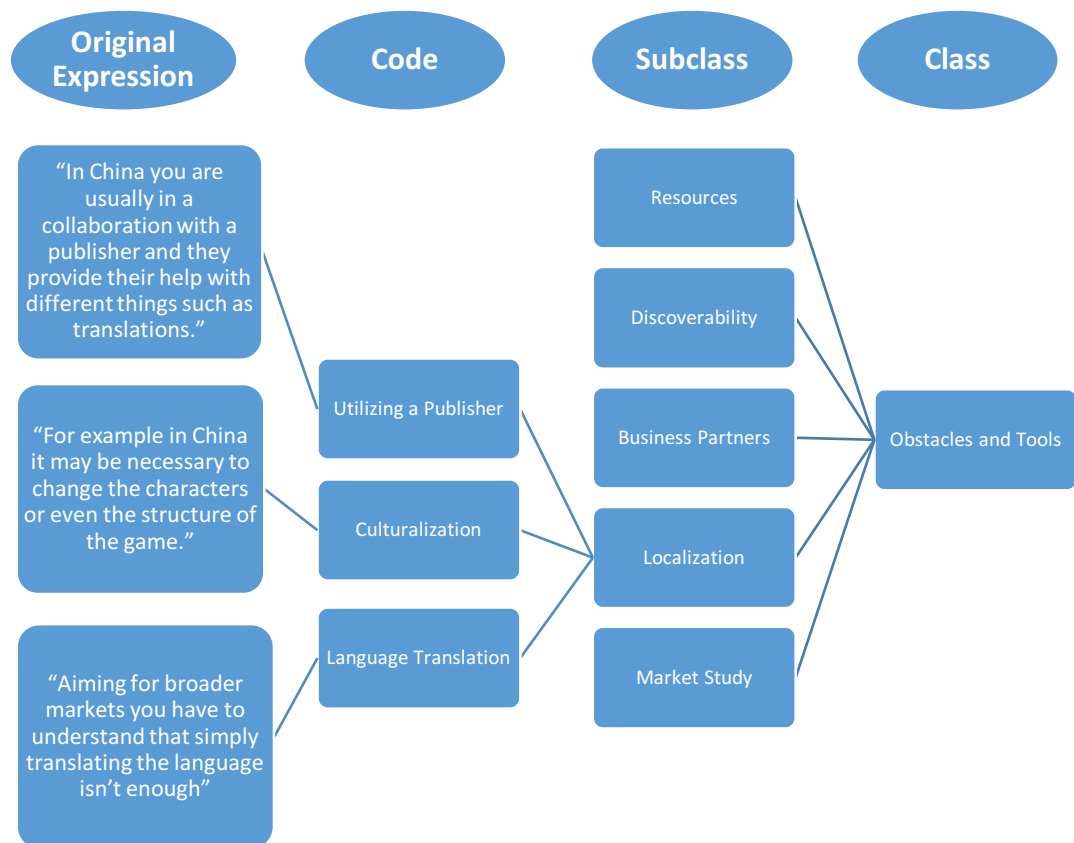 Original
Expression
Code
Subclass
Class
“In China you are
usually in a
collaboration with a
publisher and they
provide their help with
different things such as
translations.”
“For example in China
it may be necessary to
change the characters
or even the structure of
the game.”
“Aiming for broader
markets you have to
understand that simply
translating the language
isn’t enough”
Utilizing a Publisher
Culturalization
Language Translation
Resources
Discoverability
Business Partners
Localization
Market Study
Obstacles and Tools